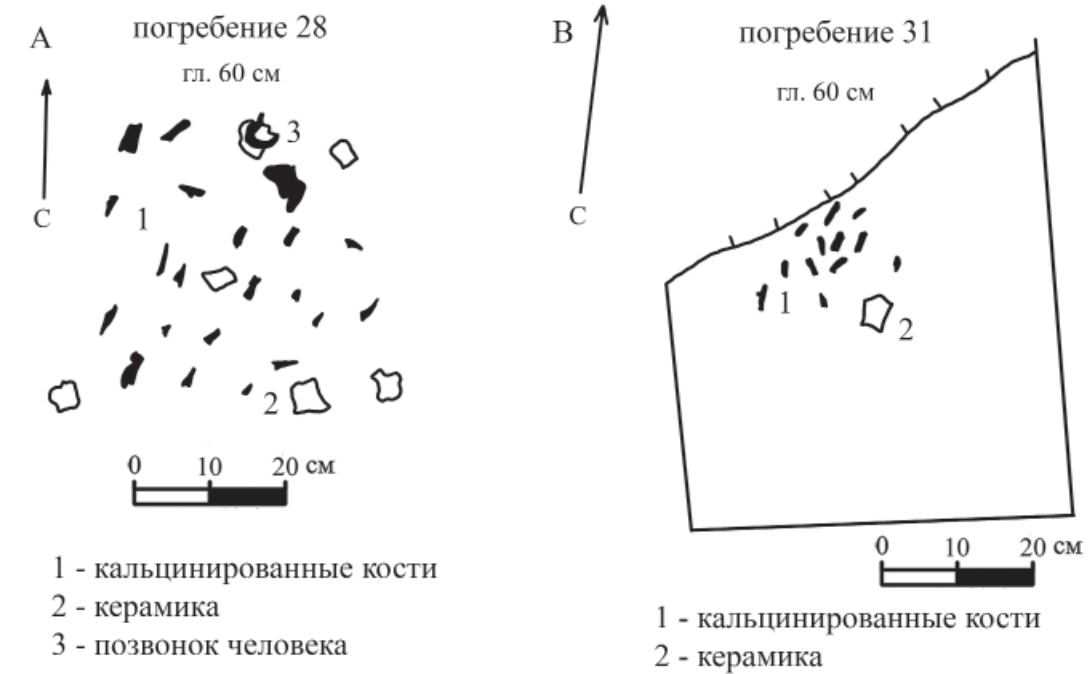 А
погребение 28
гл. 60 см
С
3
1
2
0 10 20 см
1 - кальцинированные кости
2 - керамика
3 - позвонок человека
В
погребение 31
гл. 60 см
С
1
2
0 10 20 см
1 - кальцинированные кости
2 - керамика